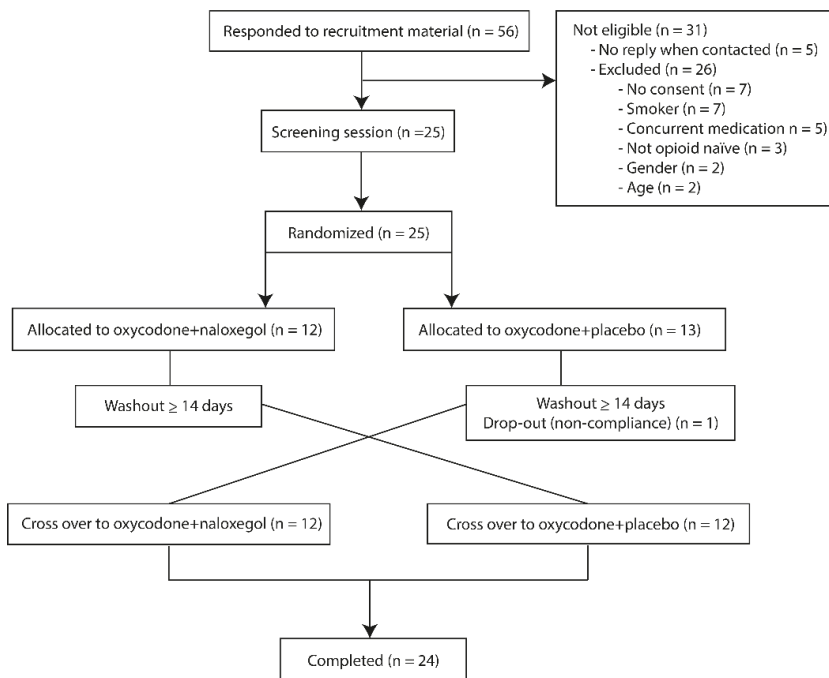 Responded to recruitment material (n = 56)
Not eligible (n = 31)
- No reply when contacted (n = 5)
- Excluded (n = 26)
- No consent (n = 7)
- Smoker (n = 7)
- Concurrent medication n = 5)
- Not opioid naïve (n = 3)
- Gender (n = 2)
- Age (n = 2)
Screening session (n =25)
Randomized (n = 25)
Allocated to oxycodone+naloxegol (n = 12)
Allocated to oxycodone+placebo (n = 13)
Washout ≥ 14 days
Washout ≥ 14 days
Drop-out (non-compliance) (n = 1)
Cross over to oxycodone+naloxegol (n = 12)
Cross over to oxycodone+placebo (n = 12)
Completed (n = 24)